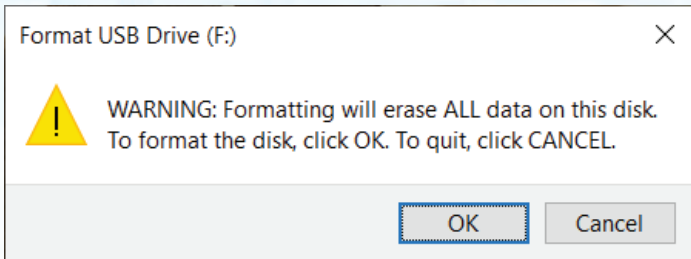 Format USB Drive (F:)
WARNING: Formatting will erase ALL data on this disk.
To format the disk, click OK. To quit, click CANCEL.
OK
Cancel